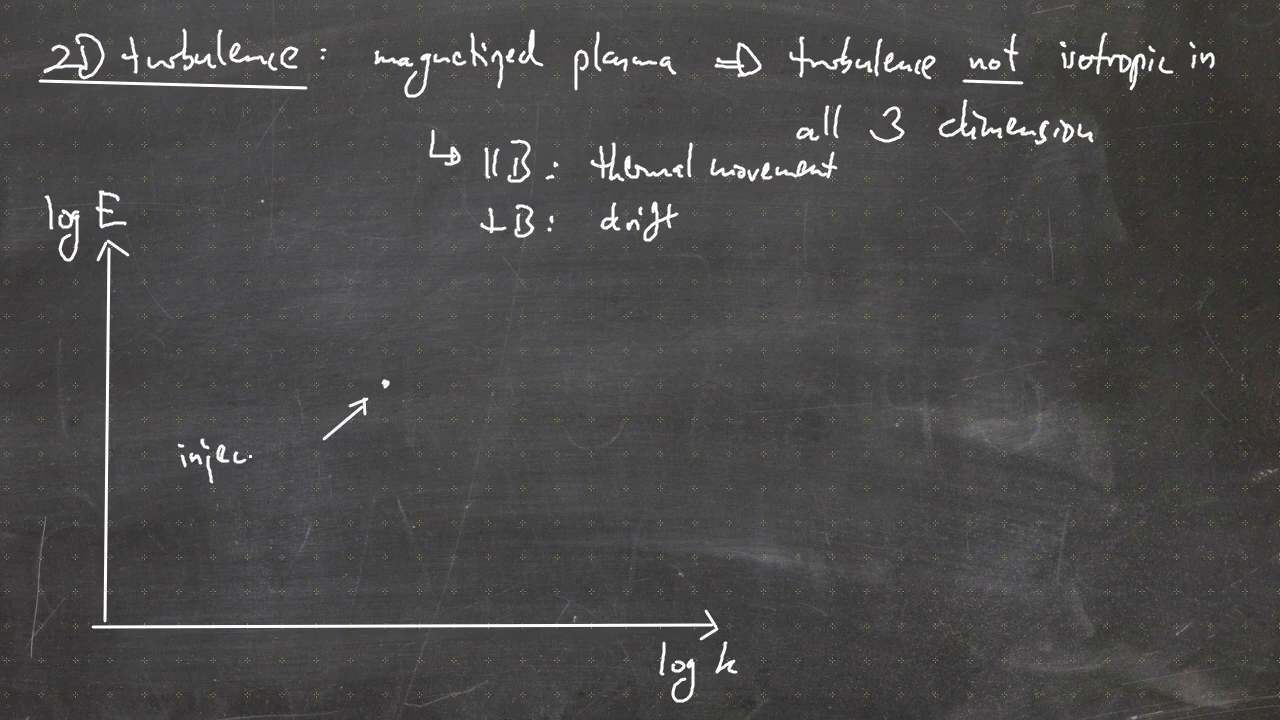 2D turbulence: magnetized plasma ⇒ turbulence not isotropic in
all 3 dimension
↳ ∥B: thermal movement
⊥B: drift
log E
injec.
log k